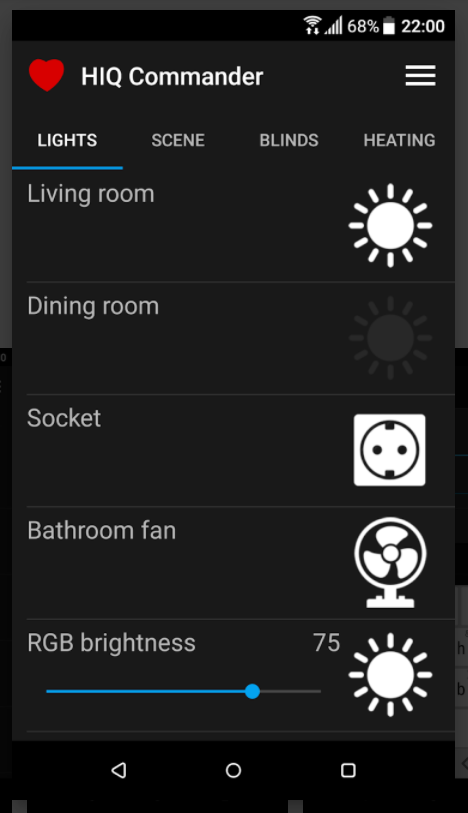 68% 22:00
HIQ Commander
LIGHTS SCENE BLINDS HEATING
Living room
Dining room
Socket
Bathroom fan
RGB brightness 75
0
h
b